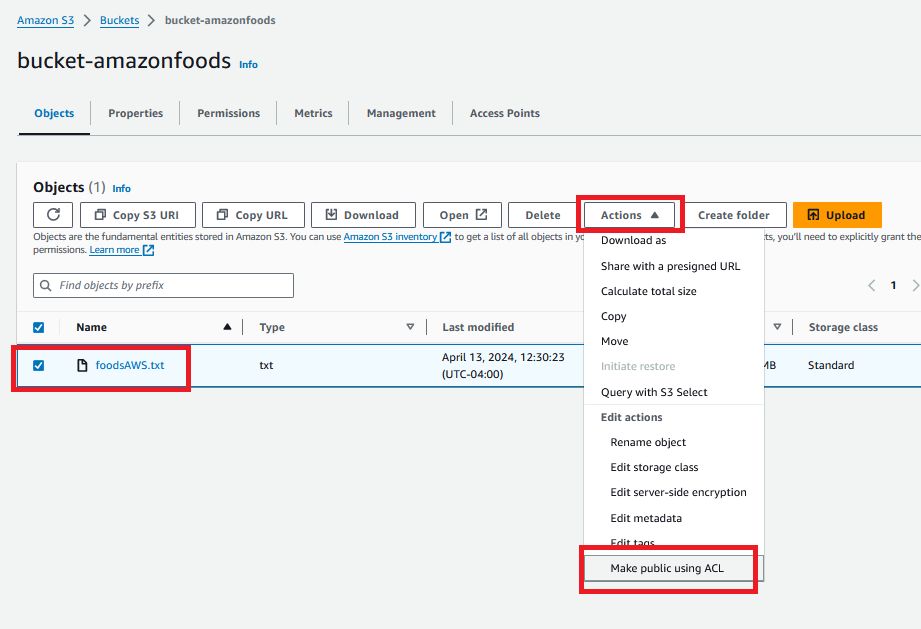 Amazon S3 > Buckets > bucket-amazonfoods
bucket-amazonfoods Info
Objects Properties Permissions Metrics Management Access Points
Objects (1) Info
Copy S3 URI Copy URL Download Open Delete Actions Create folder Upload
Objects are the fundamental entities stored in Amazon S3. You can use Amazon S3 inventory to get a list of all objects in you'll need to explicitly grant the
permissions. Learn more
Find objects by prefix
1
Name Type Last modified Storage class
foodsAWS.txt txt April 13, 2024, 12:30:23 (UTC-04:00) MB Standard
Download as
Share with a presigned URL
Calculate total size
Copy
Move
Initiate restore
Query with S3 Select
Edit actions
Rename object
Edit storage class
Edit server-side encryption
Edit metadata
Edit tags
Make public using ACL